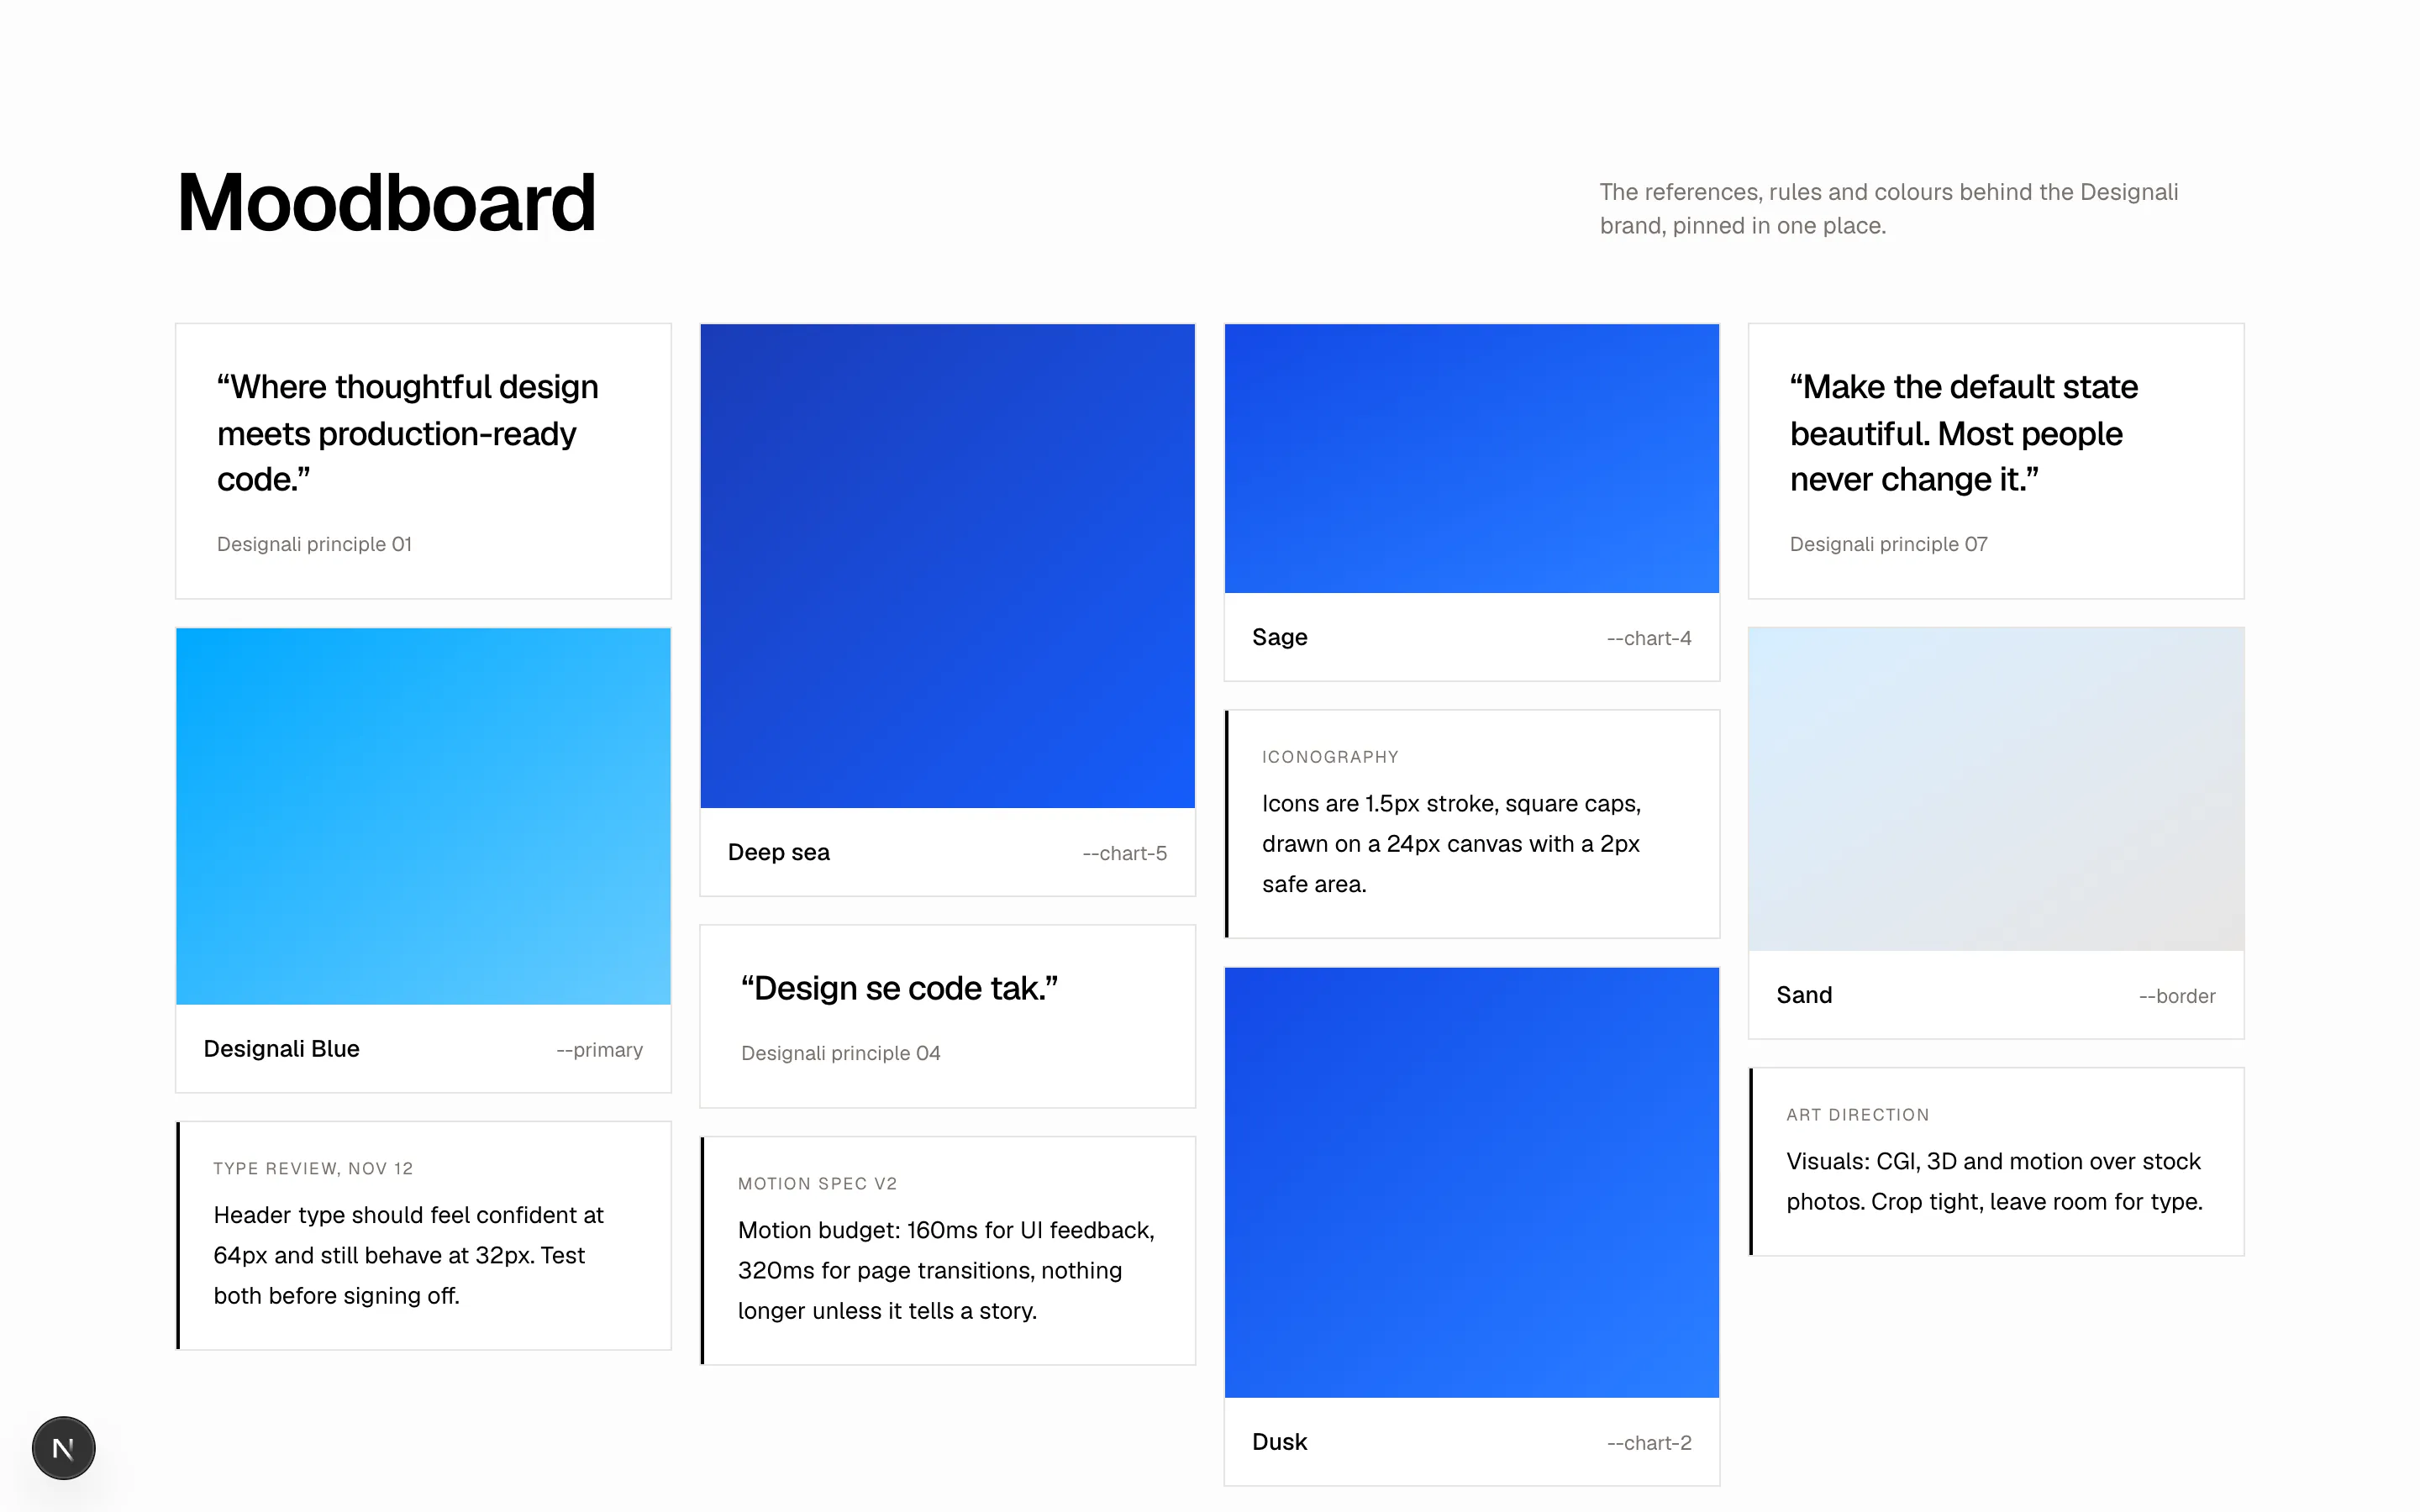 Moodboard
The references, rules and colours behind the Designali
brand, pinned in one place.
“Where thoughtful design
meets production-ready
code.”
Designali principle 01
Designali Blue
--primary
TYPE REVIEW, NOV 12
Header type should feel confident at
64px and still behave at 32px. Test
both before signing off.
Deep sea
--chart-5
“Design se code tak.”
Designali principle 04
MOTION SPEC V2
Motion budget: 160ms for UI feedback,
320ms for page transitions, nothing
longer unless it tells a story.
Sage
--chart-4
ICONOGRAPHY
Icons are 1.5px stroke, square caps,
drawn on a 24px canvas with a 2px
safe area.
Dusk
--chart-2
“Make the default state
beautiful. Most people
never change it.”
Designali principle 07
Sand
--border
ART DIRECTION
Visuals: CGI, 3D and motion over stock
photos. Crop tight, leave room for type.
N